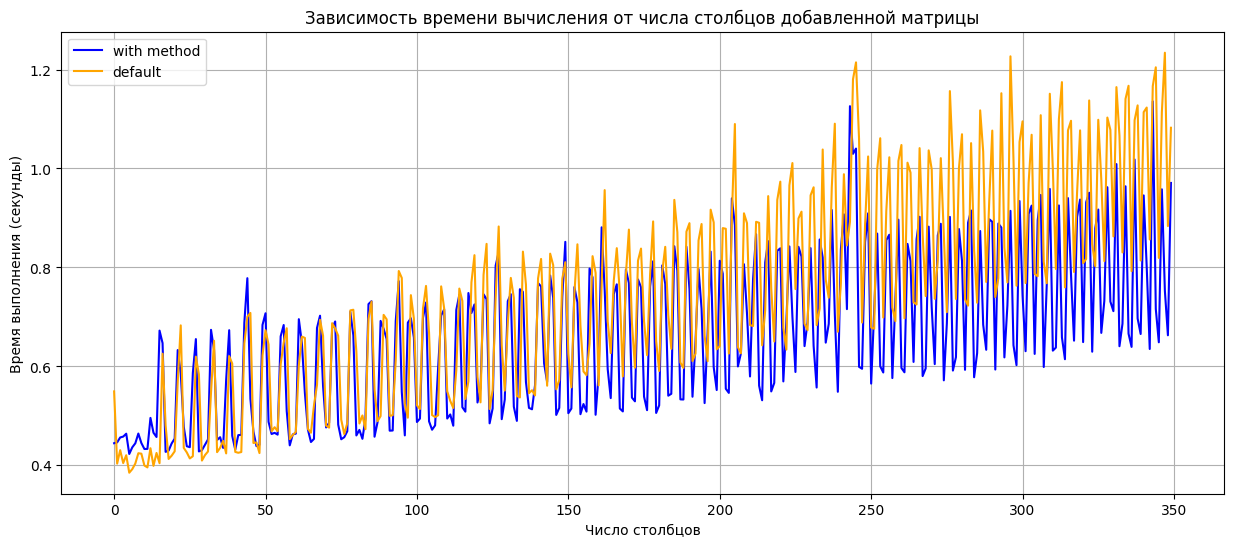 Зависимость времени вычисления от числа столбцов добавленной матрицы
with method
default
Время выполнения (секунды)
1.2
1.0
0.8
0.6
0.4
0 50 100 150 200 250 300 350
Число столбцов